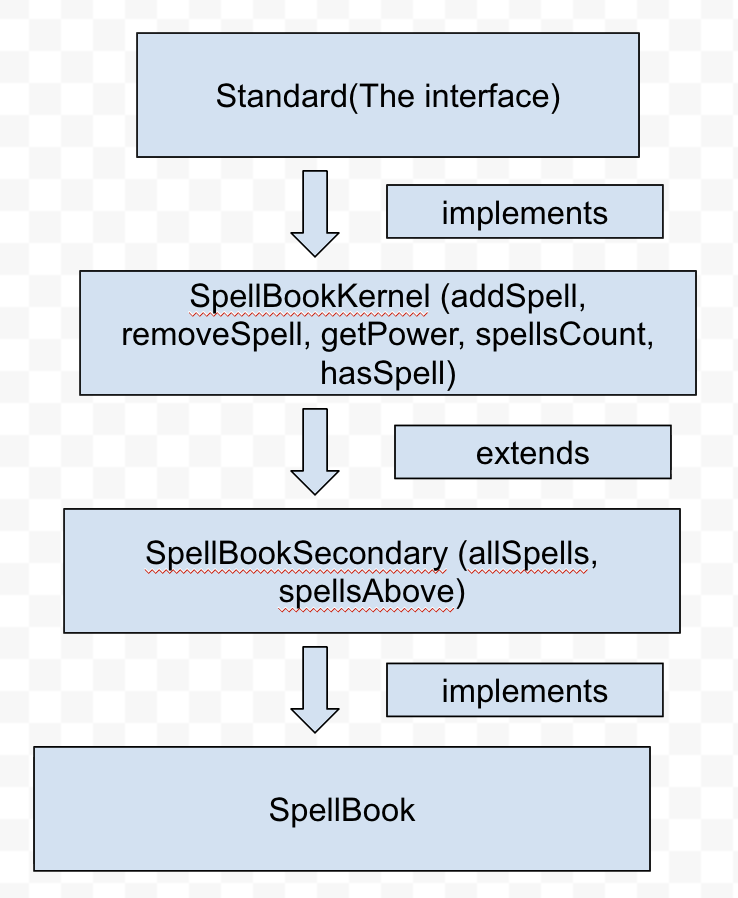 Standard(The interface)
implements
SpellBookKernel (addSpell,
removeSpell, getPower, spellsCount,
hasSpell)
extends
SpellBookSecondary (allSpells,
spellsAbove)
implements
SpellBook